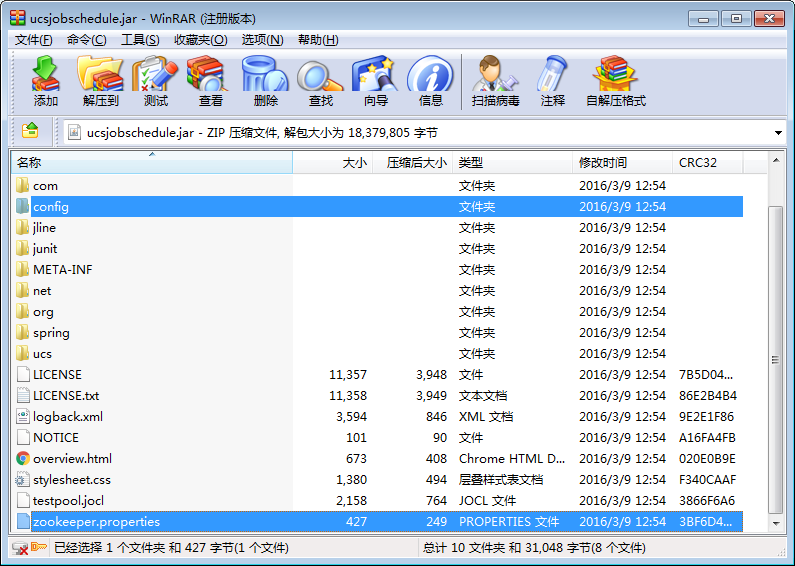 ucsjobschedule.jar - WinRAR (注册版本)
文件(F) 命令(C) 工具(S) 收藏夹(O) 选项(N) 帮助(H)
添加 解压到 测试 查看 删除 查找 向导 信息 扫描病毒 注释 自解压格式
ucsjobschedule.jar - ZIP 压缩文件, 解包大小为 18,379,805 字节
名称 大小 压缩后大小 类型 修改时间 CRC32
com 文件夹 2016/3/9 12:54
config 文件夹 2016/3/9 12:54
jline 文件夹 2016/3/9 12:54
junit 文件夹 2016/3/9 12:54
META-INF 文件夹 2016/3/9 12:54
net 文件夹 2016/3/9 12:54
org 文件夹 2016/3/9 12:54
spring 文件夹 2016/3/9 12:54
ucs 文件夹 2016/3/9 12:54
LICENSE 11,357 3,948 文件 2016/3/9 12:54 7B5D04...
LICENSE.txt 11,358 3,949 文本文档 2016/3/9 12:54 86E2B4B4
logback.xml 3,594 846 XML 文档 2016/3/9 12:54 9E2E1F86
NOTICE 101 90 文件 2016/3/9 12:54 A16FA4FB
overview.html 673 408 Chrome HTML D... 2016/3/9 12:54 020E0B9E
stylesheet.css 1,380 494 层叠样式表文档 2016/3/9 12:54 F340CAAF
testpool.jocl 2,158 764 JOCL 文件 2016/3/9 12:54 3866F6A6
zookeeper.properties 427 249 PROPERTIES 文件 2016/3/9 12:54 3BF6D4...
已经选择 1 个文件夹 和 427 字节(1 个文件) 总计 10 文件夹 和 31,048 字节(8 个文件)